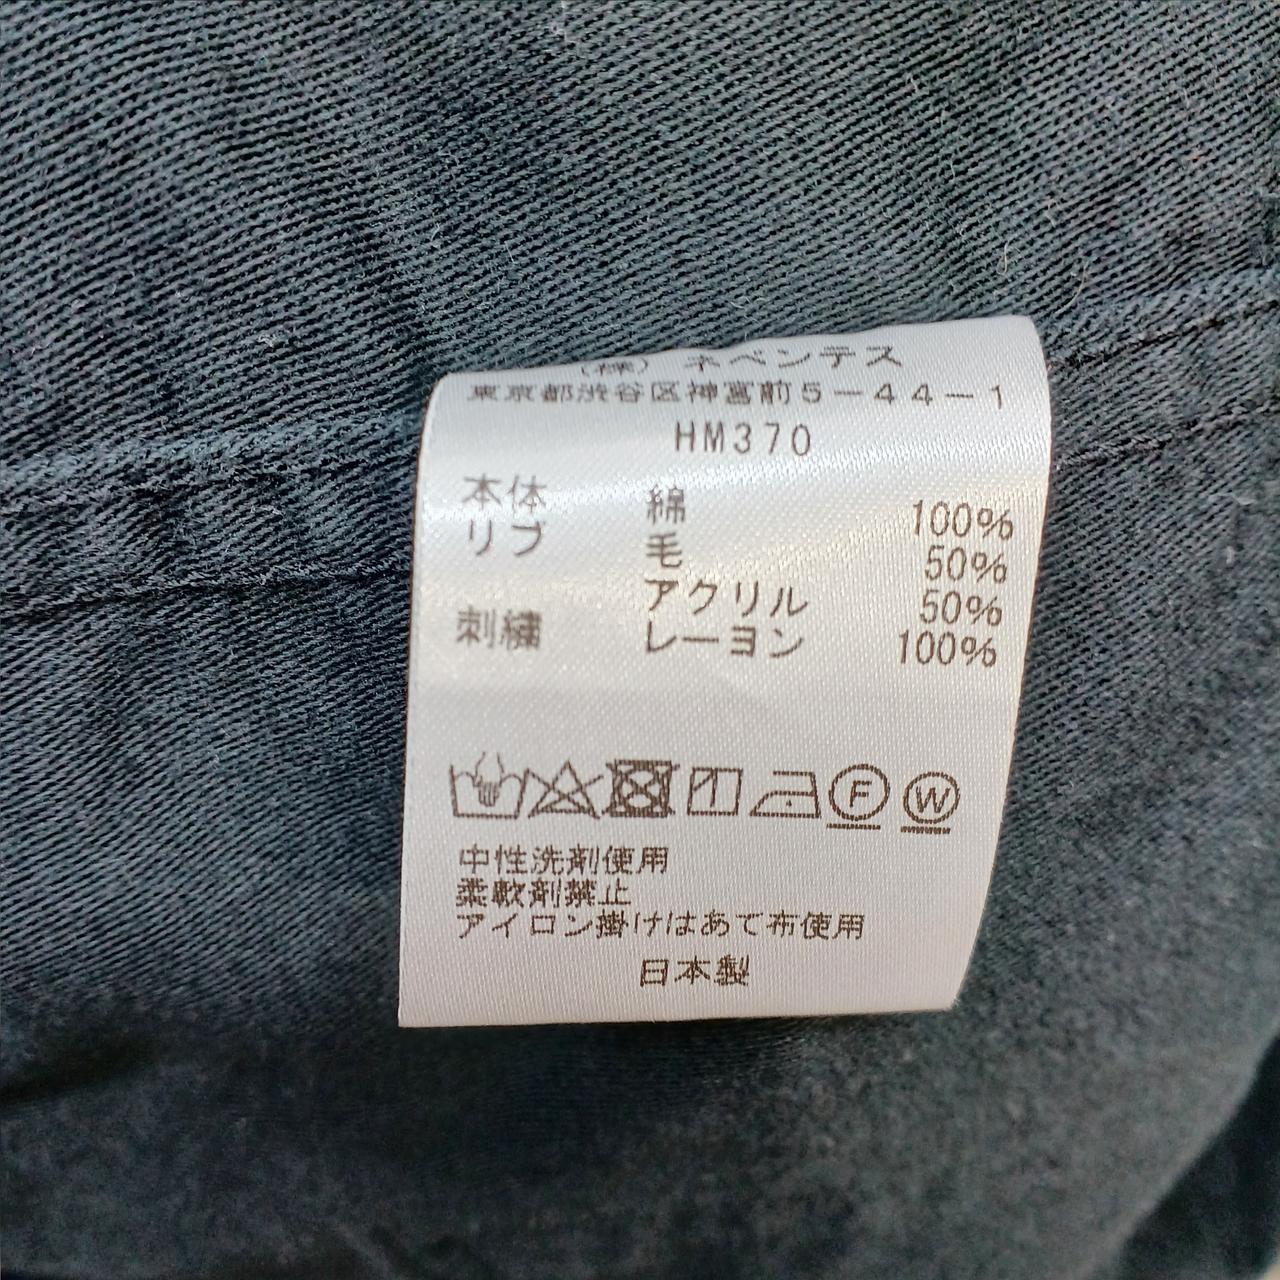 (株) ネペンテス
東京都渋谷区神宮前5-44-1
HM370
本体 綿 100%
リブ 毛 50%
アクリル 50%
刺繍 レーヨン 100%
F W
中性洗剤使用
柔軟剤禁止
アイロン掛けはあて布使用
日本製